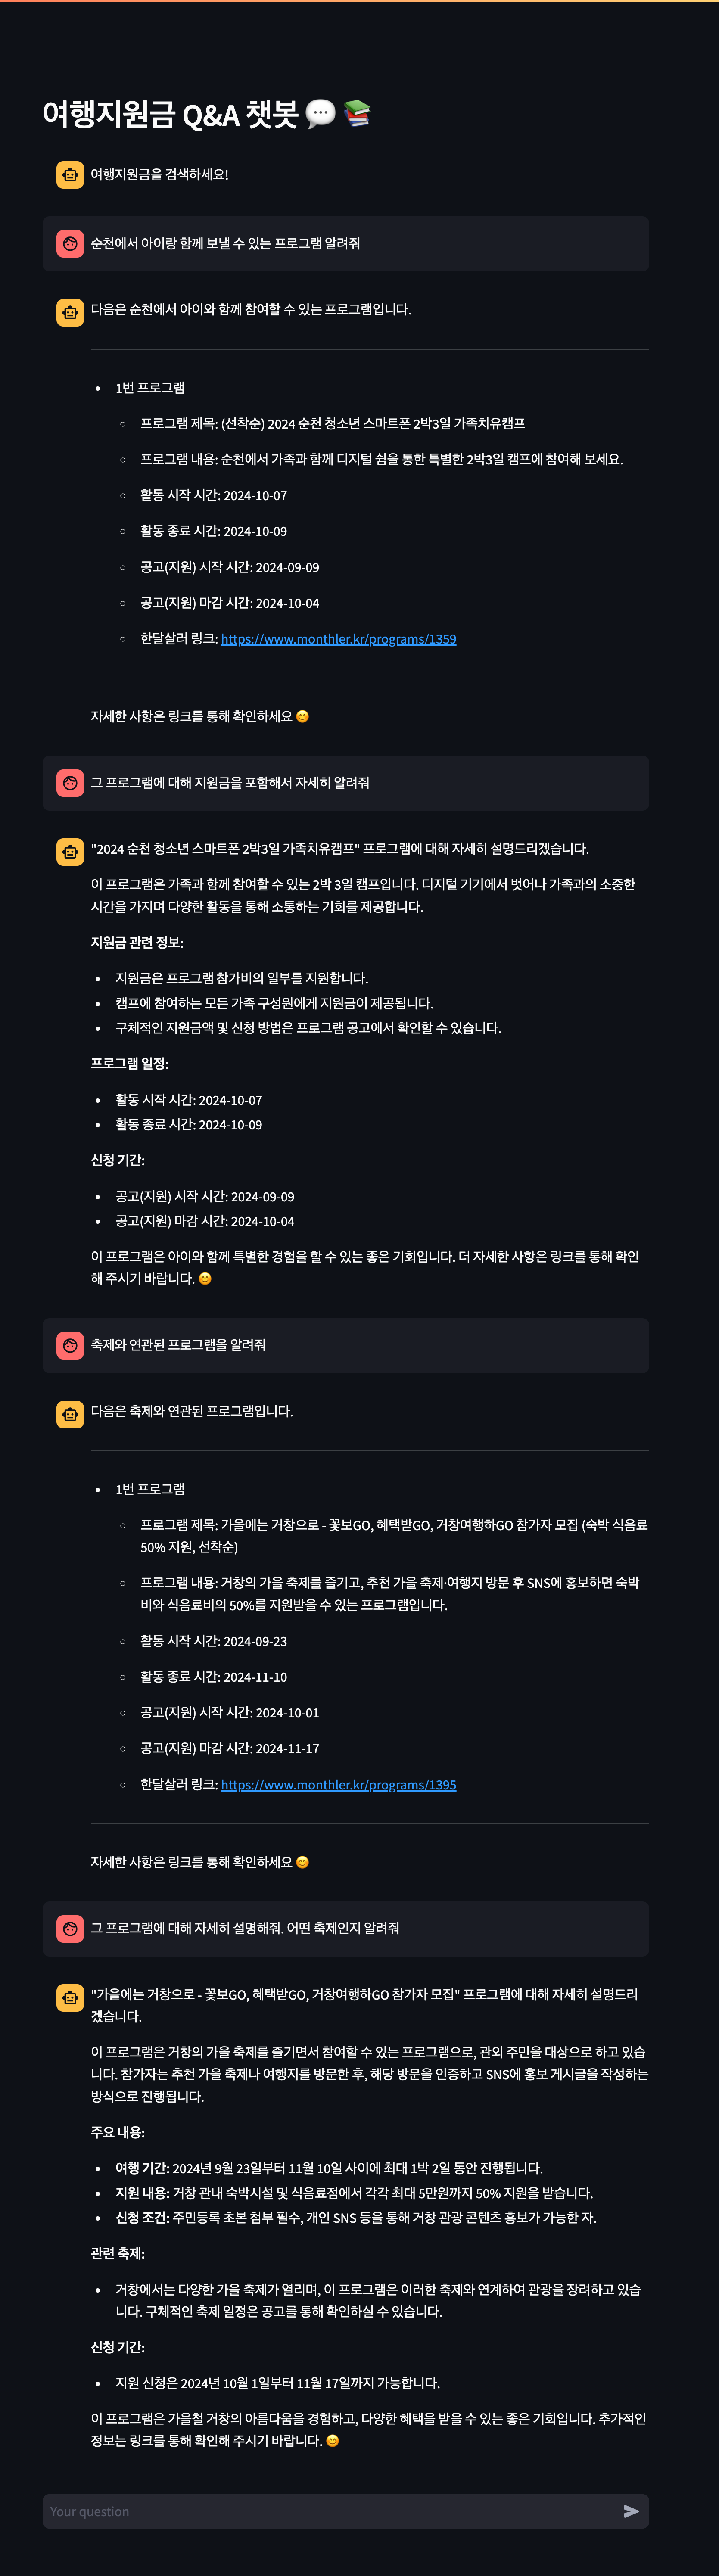 여행지원금 Q&A 챗봇 💬 📚
여행지원금을 검색하세요!
순천에서 아이랑 함께 보낼 수 있는 프로그램 알려줘
다음은 순천에서 아이와 함께 참여할 수 있는 프로그램입니다.
1번 프로그램
프로그램 제목: (선착순) 2024 순천 청소년 스마트폰 2박3일 가족치유캠프
프로그램 내용: 순천에서 가족과 함께 디지털 쉼을 통한 특별한 2박3일 캠프에 참여해 보세요.
활동 시작 시간: 2024-10-07
활동 종료 시간: 2024-10-09
공고(지원) 시작 시간: 2024-09-09
공고(지원) 마감 시간: 2024-10-04
한달살러 링크: https://www.monthler.kr/programs/1359
자세한 사항은 링크를 통해 확인하세요 😊
그 프로그램에 대해 지원금을 포함해서 자세히 알려줘
"2024 순천 청소년 스마트폰 2박3일 가족치유캠프" 프로그램에 대해 자세히 설명드리겠습니다.
이 프로그램은 가족과 함께 참여할 수 있는 2박 3일 캠프입니다. 디지털 기기에서 벗어나 가족과의 소중한
시간을 가지며 다양한 활동을 통해 소통하는 기회를 제공합니다.
지원금 관련 정보:
지원금은 프로그램 참가비의 일부를 지원합니다.
캠프에 참여하는 모든 가족 구성원에게 지원금이 제공됩니다.
구체적인 지원금액 및 신청 방법은 프로그램 공고에서 확인할 수 있습니다.
프로그램 일정:
활동 시작 시간: 2024-10-07
활동 종료 시간: 2024-10-09
신청 기간:
공고(지원) 시작 시간: 2024-09-09
공고(지원) 마감 시간: 2024-10-04
이 프로그램은 아이와 함께 특별한 경험을 할 수 있는 좋은 기회입니다. 더 자세한 사항은 링크를 통해 확인
해 주시기 바랍니다. 😊
축제와 연관된 프로그램을 알려줘
다음은 축제와 연관된 프로그램입니다.
1번 프로그램
프로그램 제목: 가을에는 거창으로 - 꽃보GO, 혜택받GO, 거창여행하GO 참가자 모집 (숙박 식음료
50% 지원, 선착순)
프로그램 내용: 거창의 가을 축제를 즐기고, 추천 가을 축제·여행지 방문 후 SNS에 홍보하면 숙박
비와 식음료비의 50%를 지원받을 수 있는 프로그램입니다.
활동 시작 시간: 2024-09-23
활동 종료 시간: 2024-11-10
공고(지원) 시작 시간: 2024-10-01
공고(지원) 마감 시간: 2024-11-17
한달살러 링크: https://www.monthler.kr/programs/1395
자세한 사항은 링크를 통해 확인하세요 😊
그 프로그램에 대해 자세히 설명해줘. 어떤 축제인지 알려줘
"가을에는 거창으로 - 꽃보GO, 혜택받GO, 거창여행하GO 참가자 모집" 프로그램에 대해 자세히 설명드리
겠습니다.
이 프로그램은 거창의 가을 축제를 즐기면서 참여할 수 있는 프로그램으로, 관외 주민을 대상으로 하고 있습
니다. 참가자는 추천 가을 축제나 여행지를 방문한 후, 해당 방문을 인증하고 SNS에 홍보 게시글을 작성하는
방식으로 진행됩니다.
주요 내용:
여행 기간: 2024년 9월 23일부터 11월 10일 사이에 최대 1박 2일 동안 진행됩니다.
지원 내용: 거창 관내 숙박시설 및 식음료점에서 각각 최대 5만원까지 50% 지원을 받습니다.
신청 조건: 주민등록 초본 첨부 필수, 개인 SNS 등을 통해 거창 관광 콘텐츠 홍보가 가능한 자.
관련 축제:
거창에서는 다양한 가을 축제가 열리며, 이 프로그램은 이러한 축제와 연계하여 관광을 장려하고 있습
니다. 구체적인 축제 일정은 공고를 통해 확인하실 수 있습니다.
신청 기간:
지원 신청은 2024년 10월 1일부터 11월 17일까지 가능합니다.
이 프로그램은 가을철 거창의 아름다움을 경험하고, 다양한 혜택을 받을 수 있는 좋은 기회입니다. 추가적인
정보는 링크를 통해 확인해 주시기 바랍니다. 😊
Your question